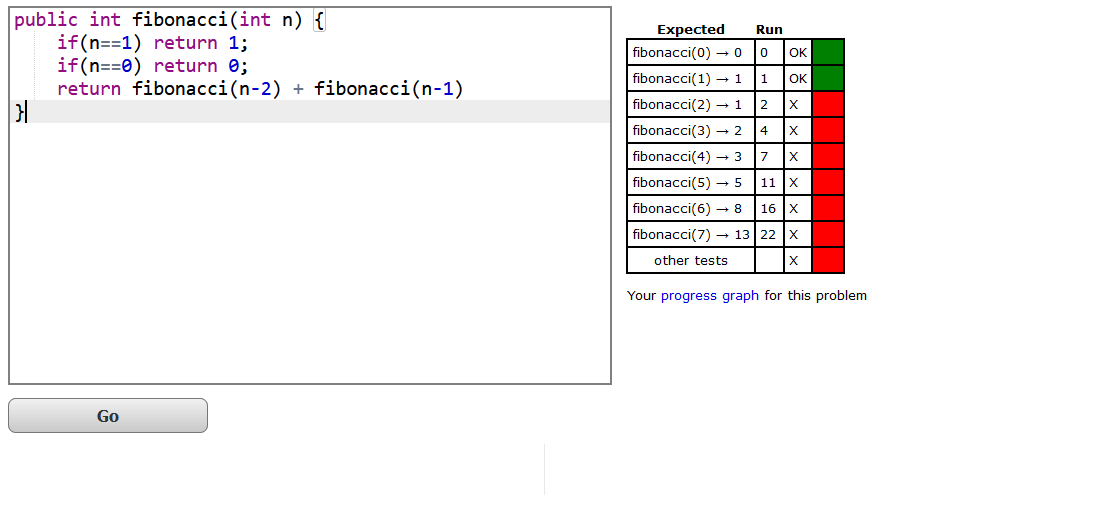 public int fibonacci(int n) {
if(n==1) return 1;
if(n==0) return 0;
return fibonacci(n-2) + fibonacci(n-1)
}
Go
Expected Run
fibonacci(0) → 0 0 OK
fibonacci(1) → 1 1 OK
fibonacci(2) → 1 2 X
fibonacci(3) → 2 4 X
fibonacci(4) → 3 7 X
fibonacci(5) → 5 11 X
fibonacci(6) → 8 16 X
fibonacci(7) → 13 22 X
other tests X
Your progress graph for this problem